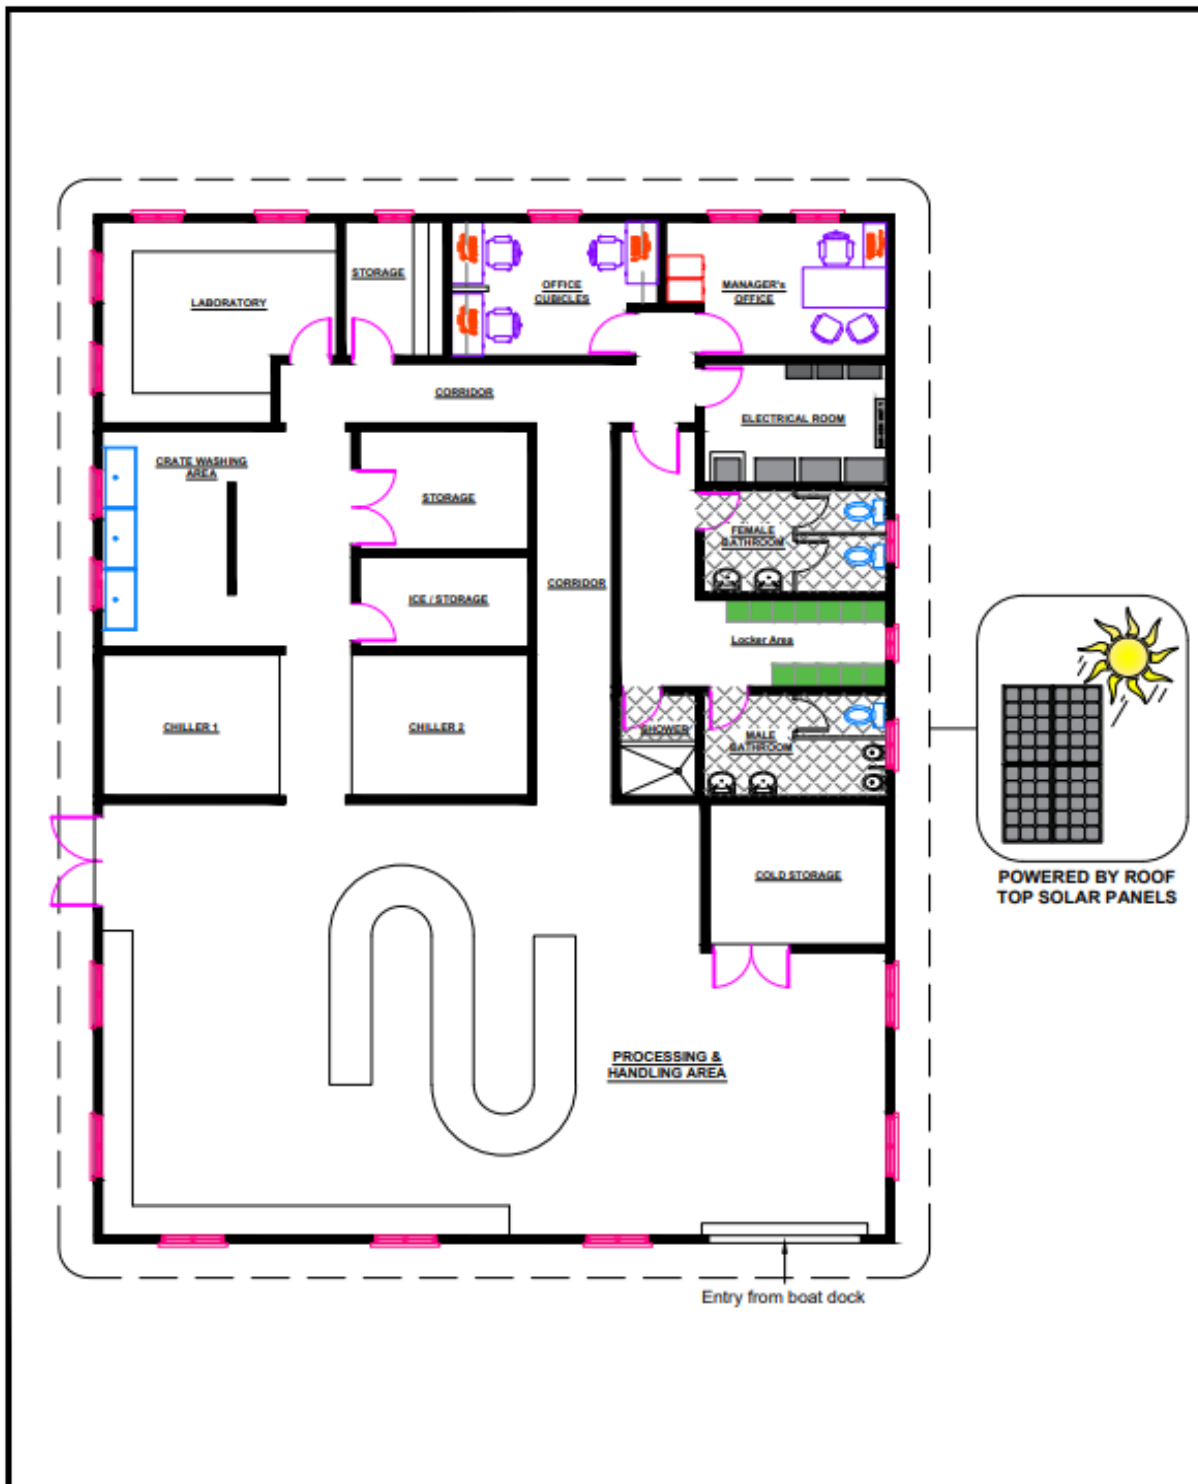 STORAGE
OFFICE
CUBICLES
MANAGER's
OFFICE
LABORATORY
CORRIDOR
ELECTRICAL ROOM
CRATE WASHING
AREA
STORAGE
FEMALE
BATHROOM
CORRIDOR
ICE / STORAGE
Locker Area
CHILLER 1
CHILLER 2
SHOWER
MALE
BATHROOM
COLD STORAGE
POWERED BY ROOF
TOP SOLAR PANELS
PROCESSING &
HANDLING AREA
Entry from boat dock